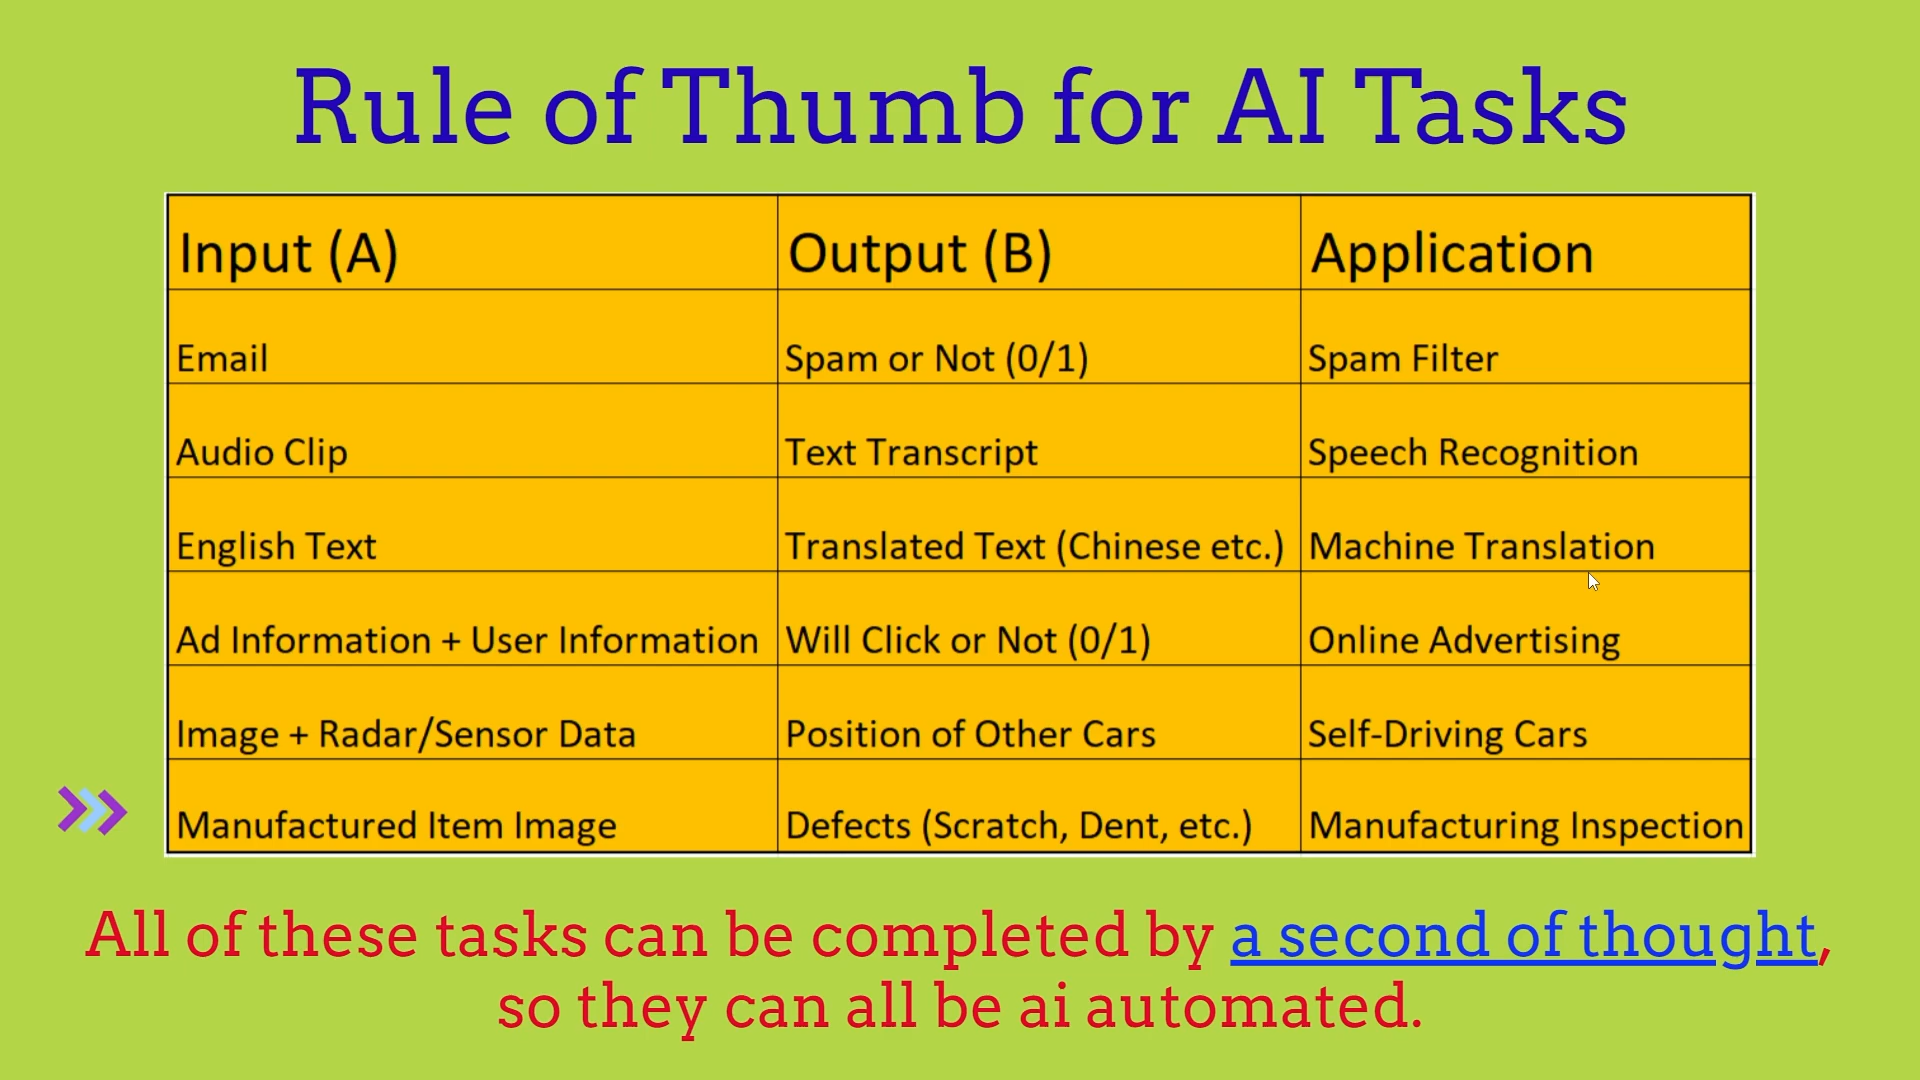 Rule of Thumb for AI Tasks
Input (A) Output (B) Application
Email Spam or Not (0/1) Spam Filter
Audio Clip Text Transcript Speech Recognition
English Text Translated Text (Chinese etc.) Machine Translation
Ad Information + User Information Will Click or Not (0/1) Online Advertising
Image + Radar/Sensor Data Position of Other Cars Self-Driving Cars
Manufactured Item Image Defects (Scratch, Dent, etc.) Manufacturing Inspection
All of these tasks can be completed by a second of thought,
so they can all be ai automated.